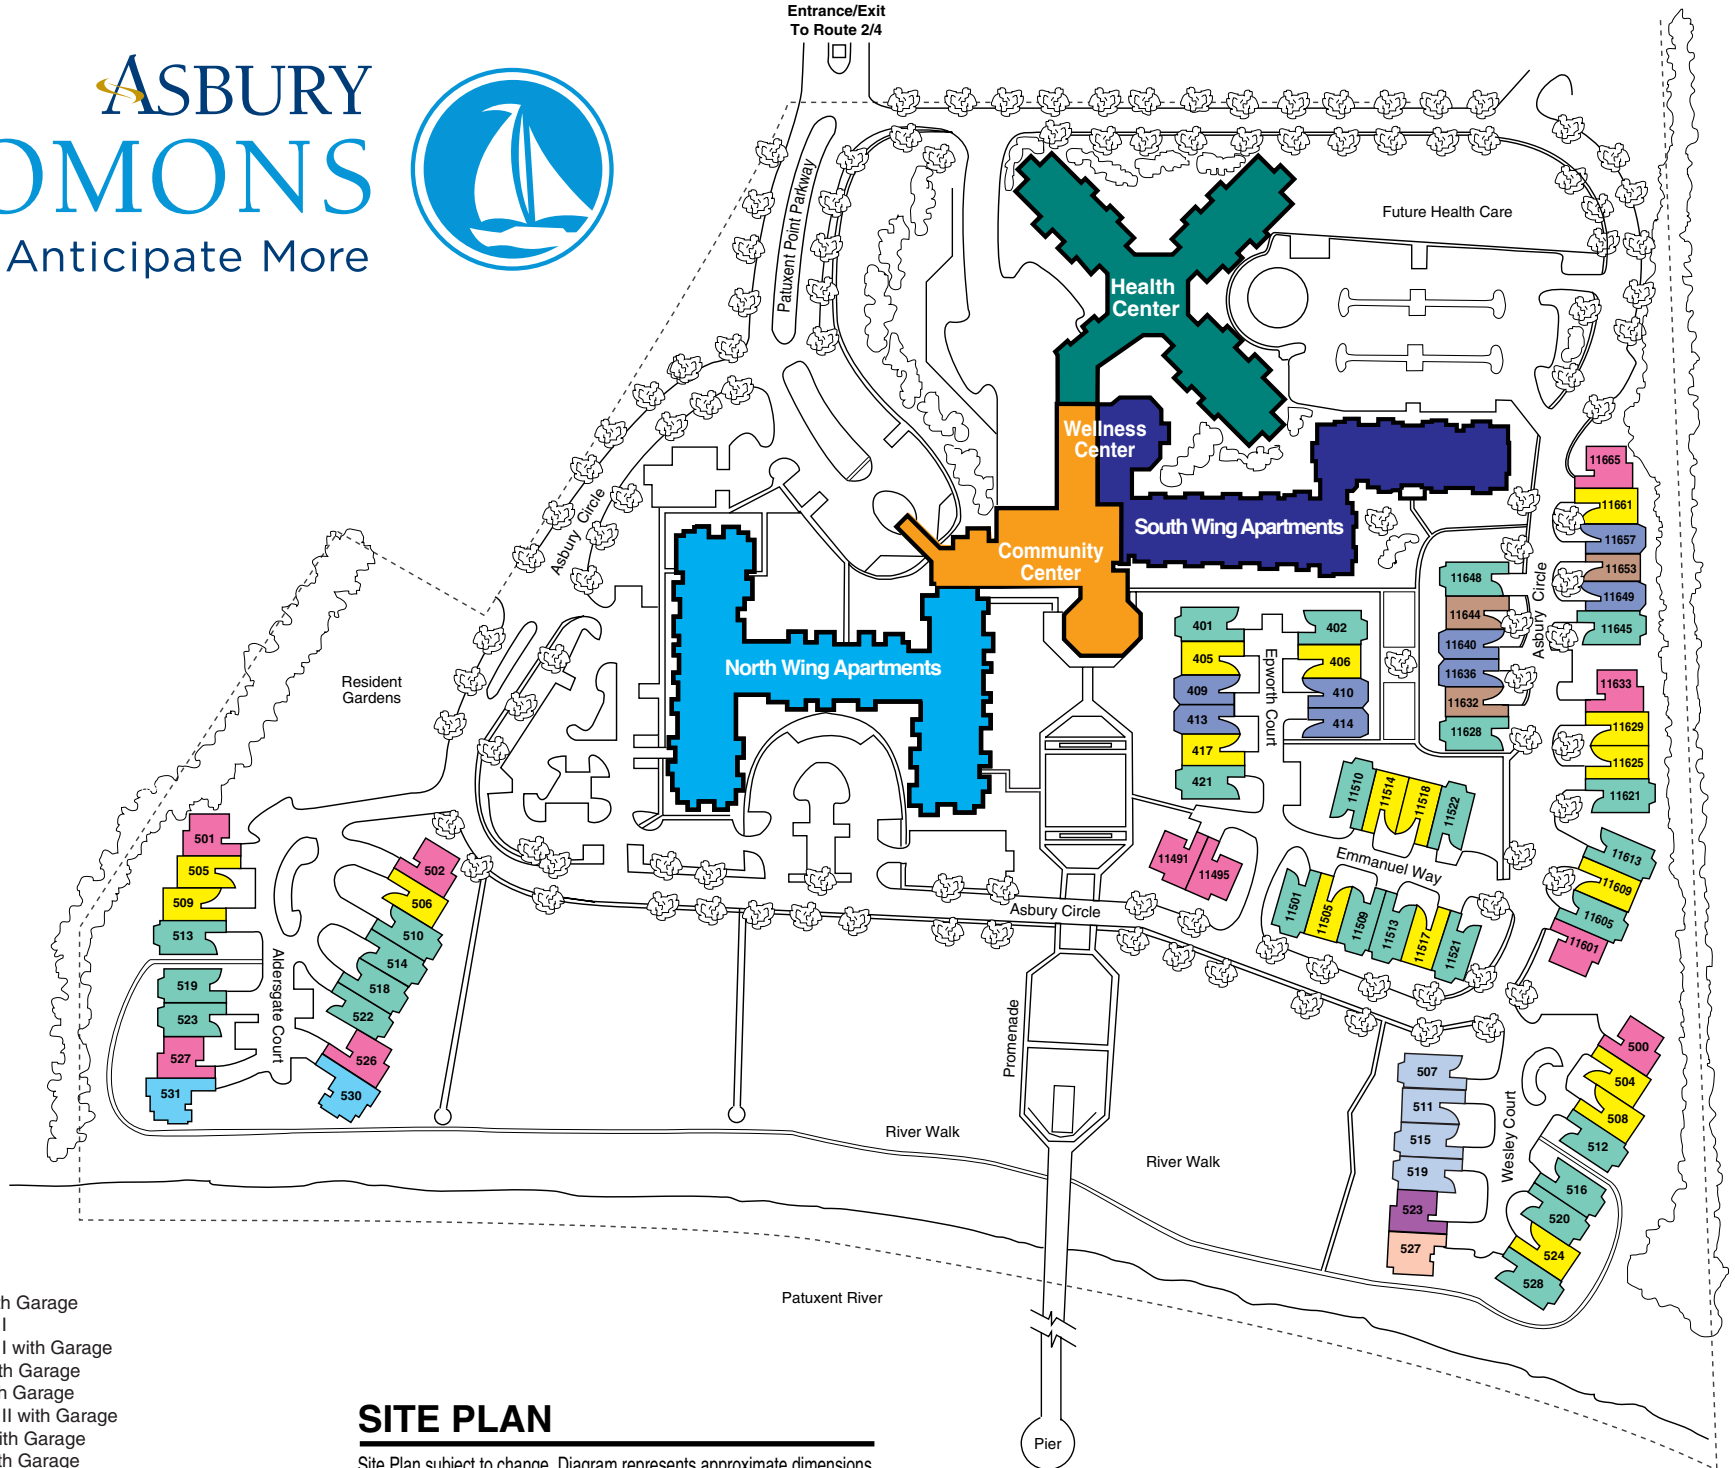 Entrance/Exit
To Route 2/4
ASBURY
OMONS
Anticipate More
Patuxent Point Parkway
Future Health Care
Health
Center
Wellness
Center
South Wing Apartments
Community
Center
North Wing Apartments
Asbury Circle
Resident
Gardens
11665
11661
11657
11653
11649
11645
Asbury Circle
11648
11644
11640
11636
11632
11628
11633
11629
11625
11621
401
405
409
413
417
421
Epworth Court
402
406
410
414
11510
11514
11518
11522
Emmanuel Way
11491
11495
11501
11505
11509
11513
11517
11521
11613
11609
11605
11601
501
505
509
513
519
523
527
531
Aldersgate Court
502
506
510
514
518
522
526
530
Asbury Circle
Promenade
River Walk
River Walk
507
511
515
519
523
527
Wesley Court
500
504
508
512
516
520
524
528
Patuxent River
Pier
th Garage
I
I with Garage
th Garage
h Garage
II with Garage
ith Garage
th Garage
SITE PLAN
Site Plan subject to change. Diagram represents approximate dimensions